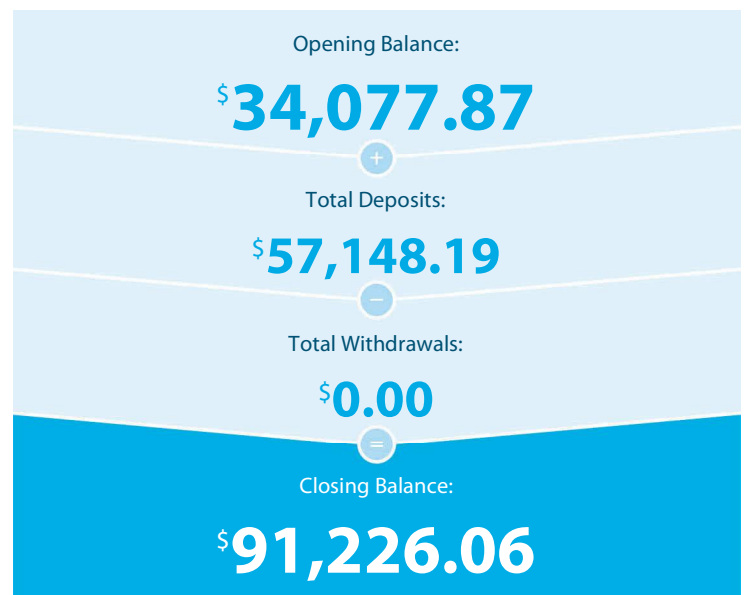 Opening Balance:
$34,077.87
+
Total Deposits:
$57,148.19
−
Total Withdrawals:
$0.00
=
Closing Balance:
$91,226.06